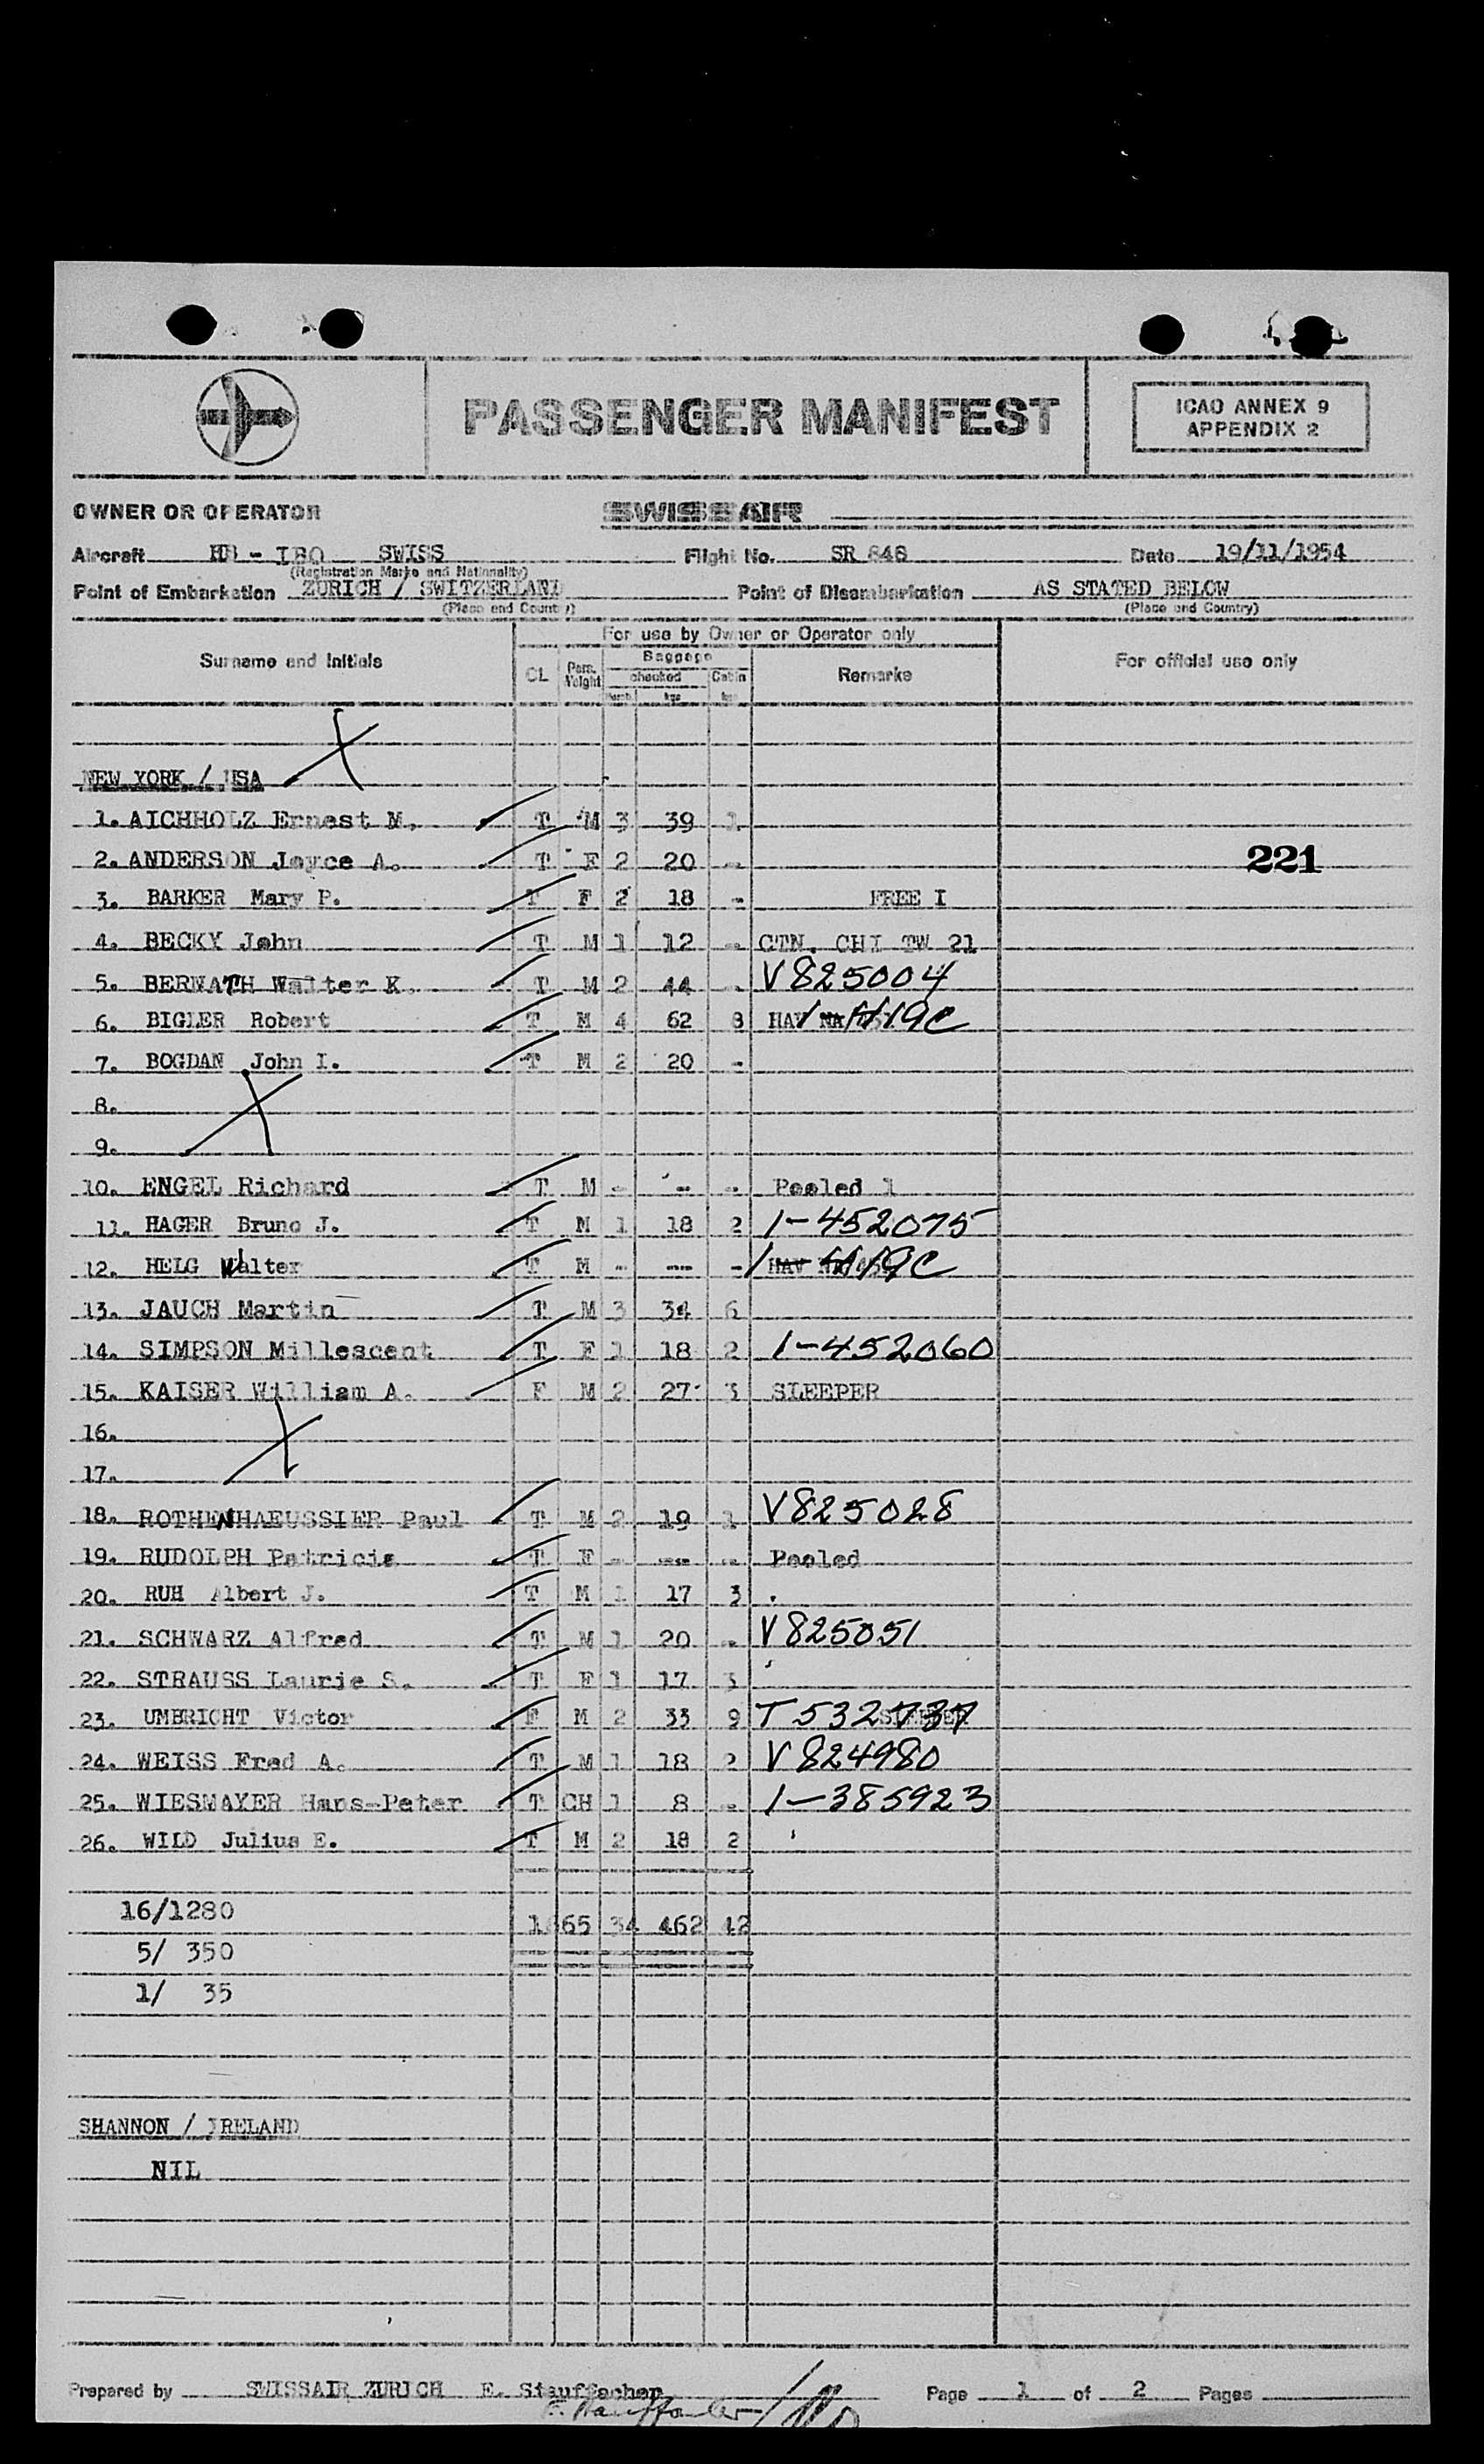 PASSENGER MANIFEST
ICAO ANNEX 9
APPENDIX 2
OWNER OR OPERATOR SWISSAIR
Aircraft HB - IBO SWISS Flight No. SR 848 Date 19/11/1954
(Registration Marks and Nationality)
Point of Embarkation ZURICH / SWITZERLAND Point of Disembarkation AS STATED BELOW
(Place and Country) (Place and Country)
For use by Owner or Operator only
Surname and Initials CL Pass. Weight Baggage Remarks For official use only
checked Cabin
kgs kgs
NEW YORK / USA
1. AICHHOLZ Ernest M. T M 3 39 1
2. ANDERSON Joyce A. T F 2 20 - 221
3. BARKER Mary P. T F 2 18 - FREE I
4. BECKY John T M 1 12 - CTN. CHI TW 21
5. BERWATH Walter K. T M 2 44 - V825004
6. BIGLER Robert T M 4 62 8 HAV
7. BOGDAN John I. T M 2 20 -
8.
9.
10. ENGEL Richard T M - -- - Pooled 1
11. HAGER Bruno J. T M 1 18 2 1-452075
12. HELG Walter T M - -- - HAV
13. JAUCH Martin T M 3 34 6
14. SIMPSON Millescent T F 1 18 2 1-452060
15. KAISER William A. F M 2 27 3 SLEEPER
16.
17.
18. ROTHENHAEUSSLER Paul T M 2 19 1 V825028
19. RUDOLPH Patricia T F - --- - Pooled
20. RUH Albert J. T M 1 17 3
21. SCHWARZ Alfred T M 1 20 - V825051
22. STRAUSS Laurie S. T F 1 17 3
23. UMBRICHT Victor F M 2 33 9 T532737
24. WEISS Fred A. T M 1 18 2 V824980
25. WIESMAYER Hans-Peter T CH 1 8 - 1-385923
26. WILD Julius E. T M 2 18 2
16/1280
1665 34 462 42
5/ 350
1/ 35
SHANNON / IRELAND
NIL
Prepared by SWISSAIR ZURICH E. Stauffacher Page 1 of 2 Pages
E. Stauffacher